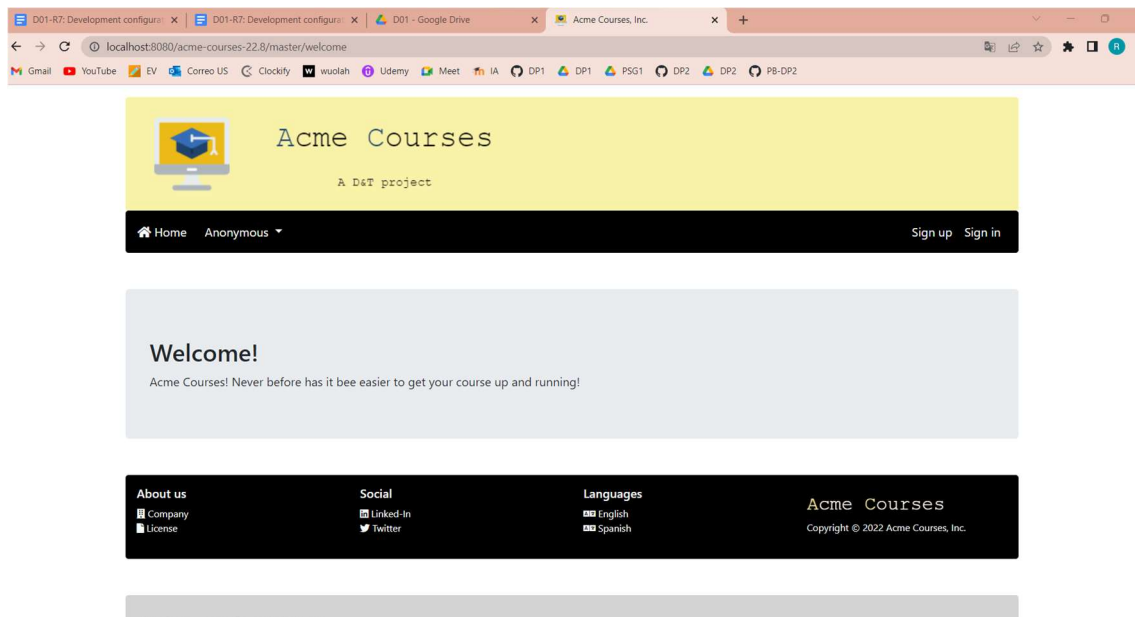 D01-R7: Development configurat
D01-R7: Development configurat
D01 - Google Drive
Acme Courses, Inc.
localhost:8080/acme-courses-22.8/master/welcome
R
Gmail YouTube EV Correo US Clockify wuolah Udemy Meet IA DP1 DP1 PSG1 DP2 DP2 PB-DP2
Acme Courses
A D&T project
Home Anonymous Sign up Sign in
Welcome!
Acme Courses! Never before has it bee easier to get your course up and running!
About us
Company
License
Social
Linked-In
Twitter
Languages
English
Spanish
Acme Courses
Copyright © 2022 Acme Courses, Inc.